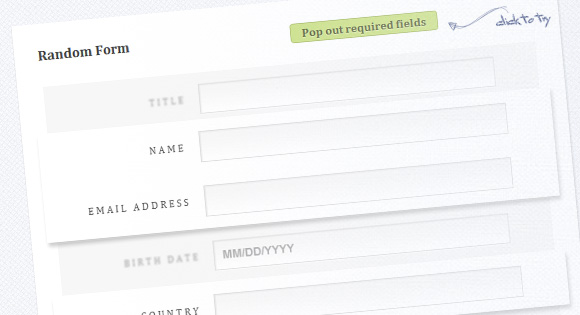 Pop out required fields
click to try
Random Form
TITLE
NAME
EMAIL ADDRESS
BIRTH DATE
MM/DD/YYYY
COUNTRY